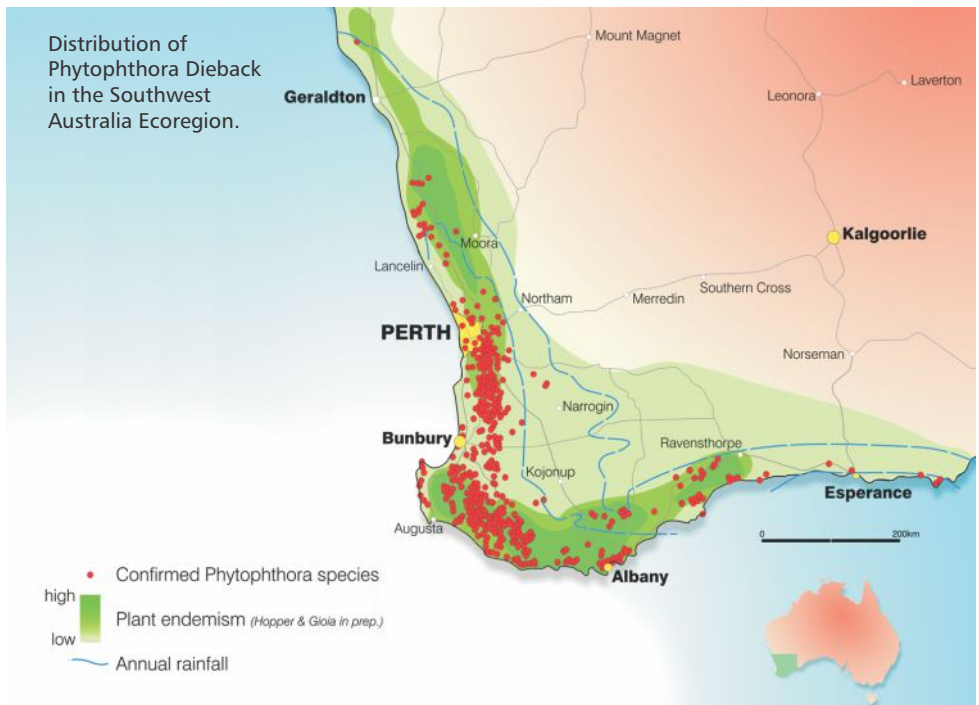 Distribution of
Phytophthora Dieback
in the Southwest
Australia Ecoregion.
Mount Magnet
Laverton
Leonora
Geraldton
Kalgoorlie
Moora
Lancelin
Southern Cross
Northam
Merredin
PERTH
Norseman
Narrogin
Bunbury
Ravensthorpe
Kojonup
Esperance
Augusta
0 200km
Albany
Confirmed Phytophthora species
high
Plant endemism (Hopper & Gioia in prep.)
low
Annual rainfall